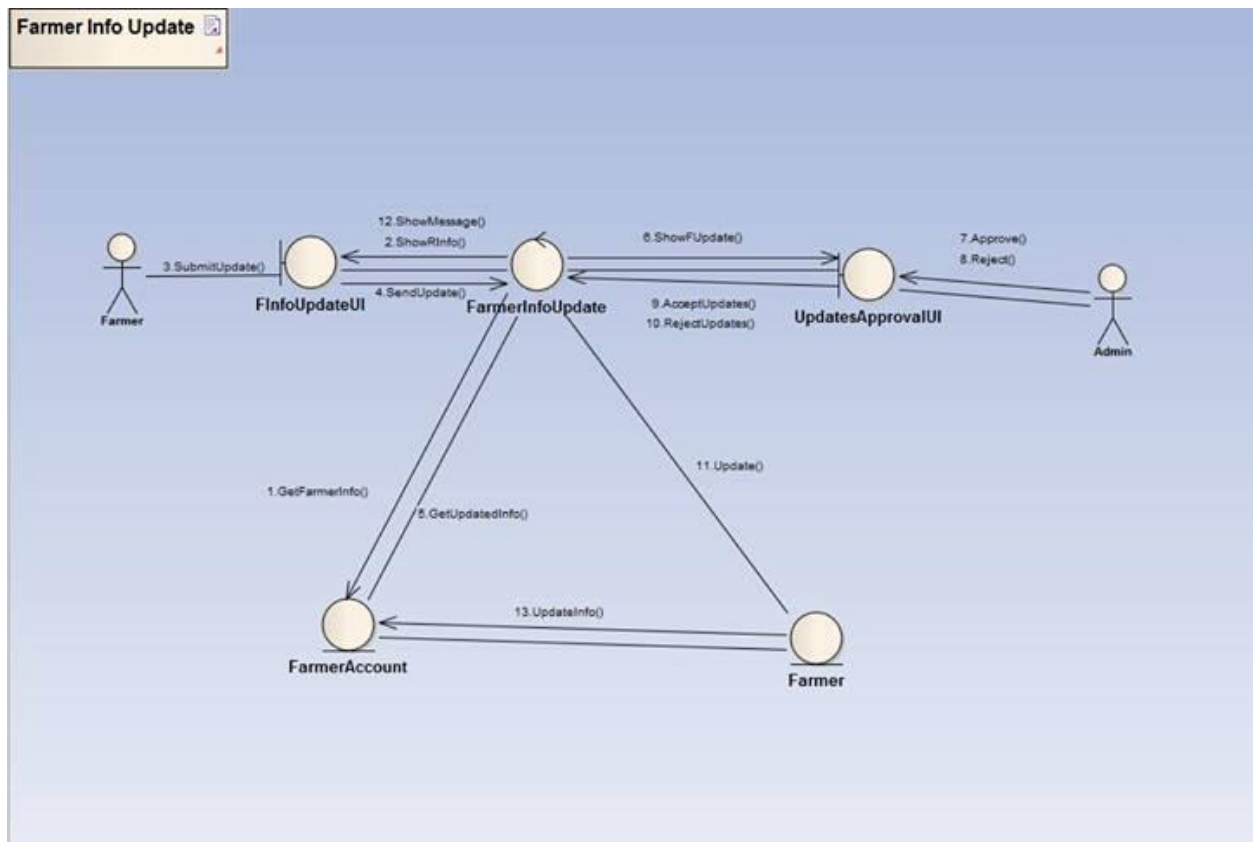 Farmer Info Update
12.ShowMessage()
2.ShowRInfo()
3.SubmitUpdate()
4.SendUpdate()
Farmer
FInfoUpdateUI
FarmerInfoUpdate
6.ShowFUpdate()
9.AcceptUpdates()
10.RejectUpdates()
UpdatesApprovalUI
7.Approve()
8.Reject()
Admin
1.GetFarmerInfo()
5.GetUpdatedInfo()
11.Update()
13.UpdateInfo()
FarmerAccount
Farmer